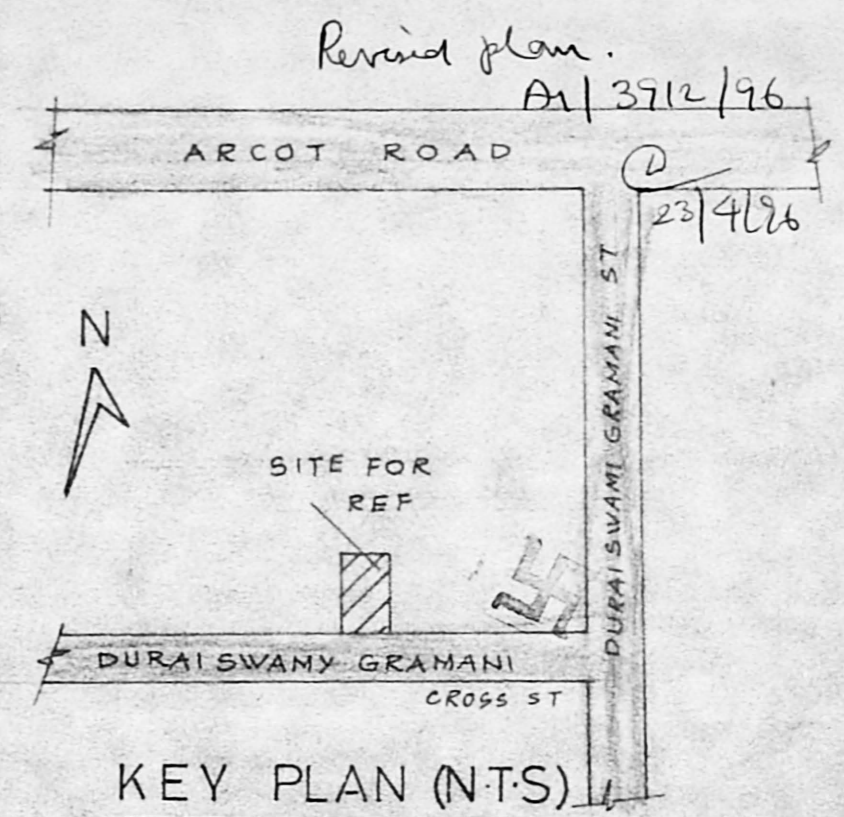 Revised plan.
A1/3912/96
ARCOT ROAD
23/4/96
N
DURAISWAMI GRAMANI ST
SITE FOR
REF
DURAISWAMY GRAMANI
CROSS ST
KEY PLAN (N.T.S)